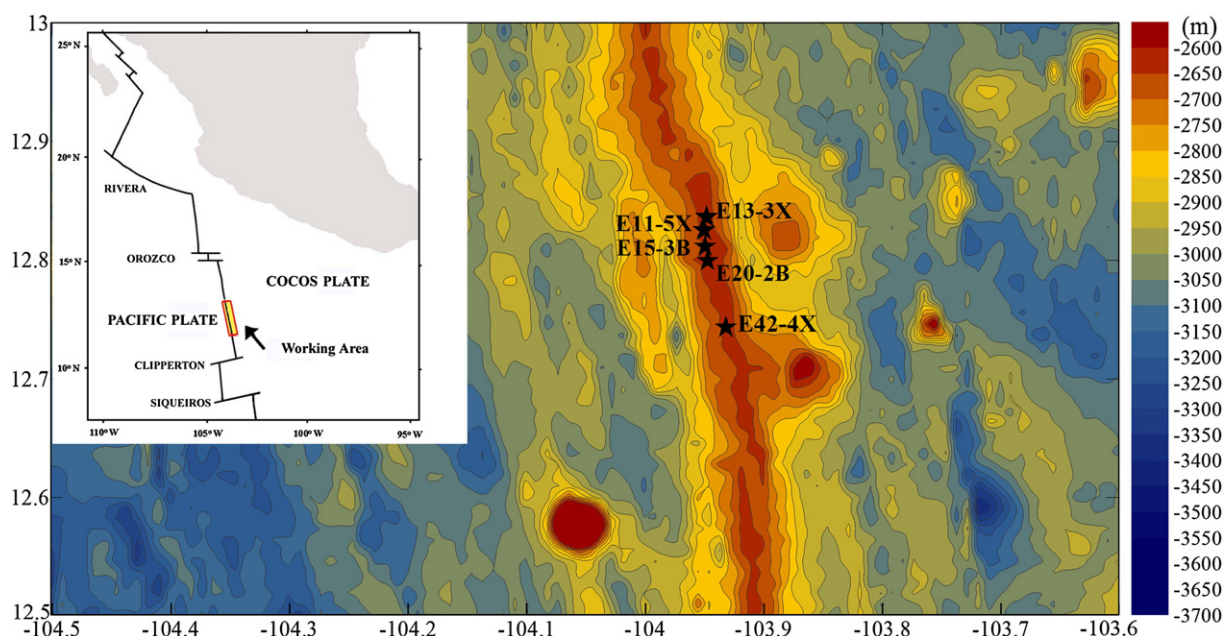 13
12.9
12.8
12.7
12.6
12.5
-104.5
-104.4
-104.3
-104.2
-104.1
-104
-103.9
-103.8
-103.7
-103.6
25°N
20°N
15°N
10°N
110°W
105°W
100°W
95°W
RIVERA
OROZCO
COCOS PLATE
PACIFIC PLATE
Working Area
CLIPPERTON
SIQUEIROS
E13-3X
E11-5X
E15-3B
E20-2B
E42-4X
(m)
-2600
-2650
-2700
-2750
-2800
-2850
-2900
-2950
-3000
-3050
-3100
-3150
-3200
-3250
-3300
-3350
-3400
-3450
-3500
-3550
-3600
-3650
-3700